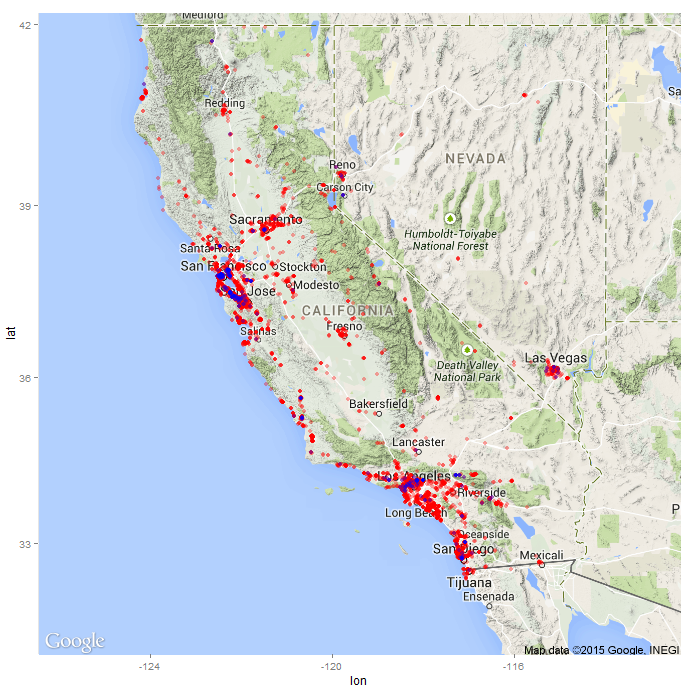 42
Medford
Redding
Sa
Reno
NEVADA
Carson City
39
Sacramento
Humboldt-Toiyabe
National Forest
Santa Rosa
San Francisco
Stockton
San Jose
Modesto
CALIFORNIA
Salinas
Fresno
lat
Las Vegas
Death Valley
National Park
36
Bakersfield
Lancaster
Los Angeles
Riverside
Long Beach
P
33
Oceanside
San Diego
Mexicali
Tijuana
Ensenada
Google
Map data ©2015 Google, INEGI
-124
-120
-116
lon